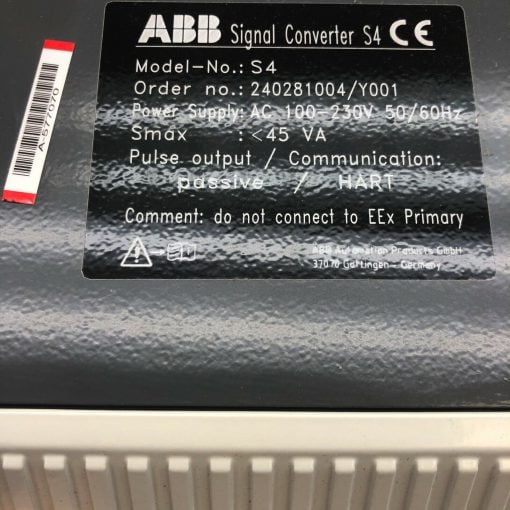 ABB Signal Converter S4 CE
Model-No.: S4
Order no.: 240281004/Y001
Power Supply: AC 100-230V 50/60Hz
Smax : <45 VA
Pulse output / Communication:
passive / HART
Comment: do not connect to EEx Primary
ABB Automation Products GmbH
37070 Göttingen - Germany
A-577070